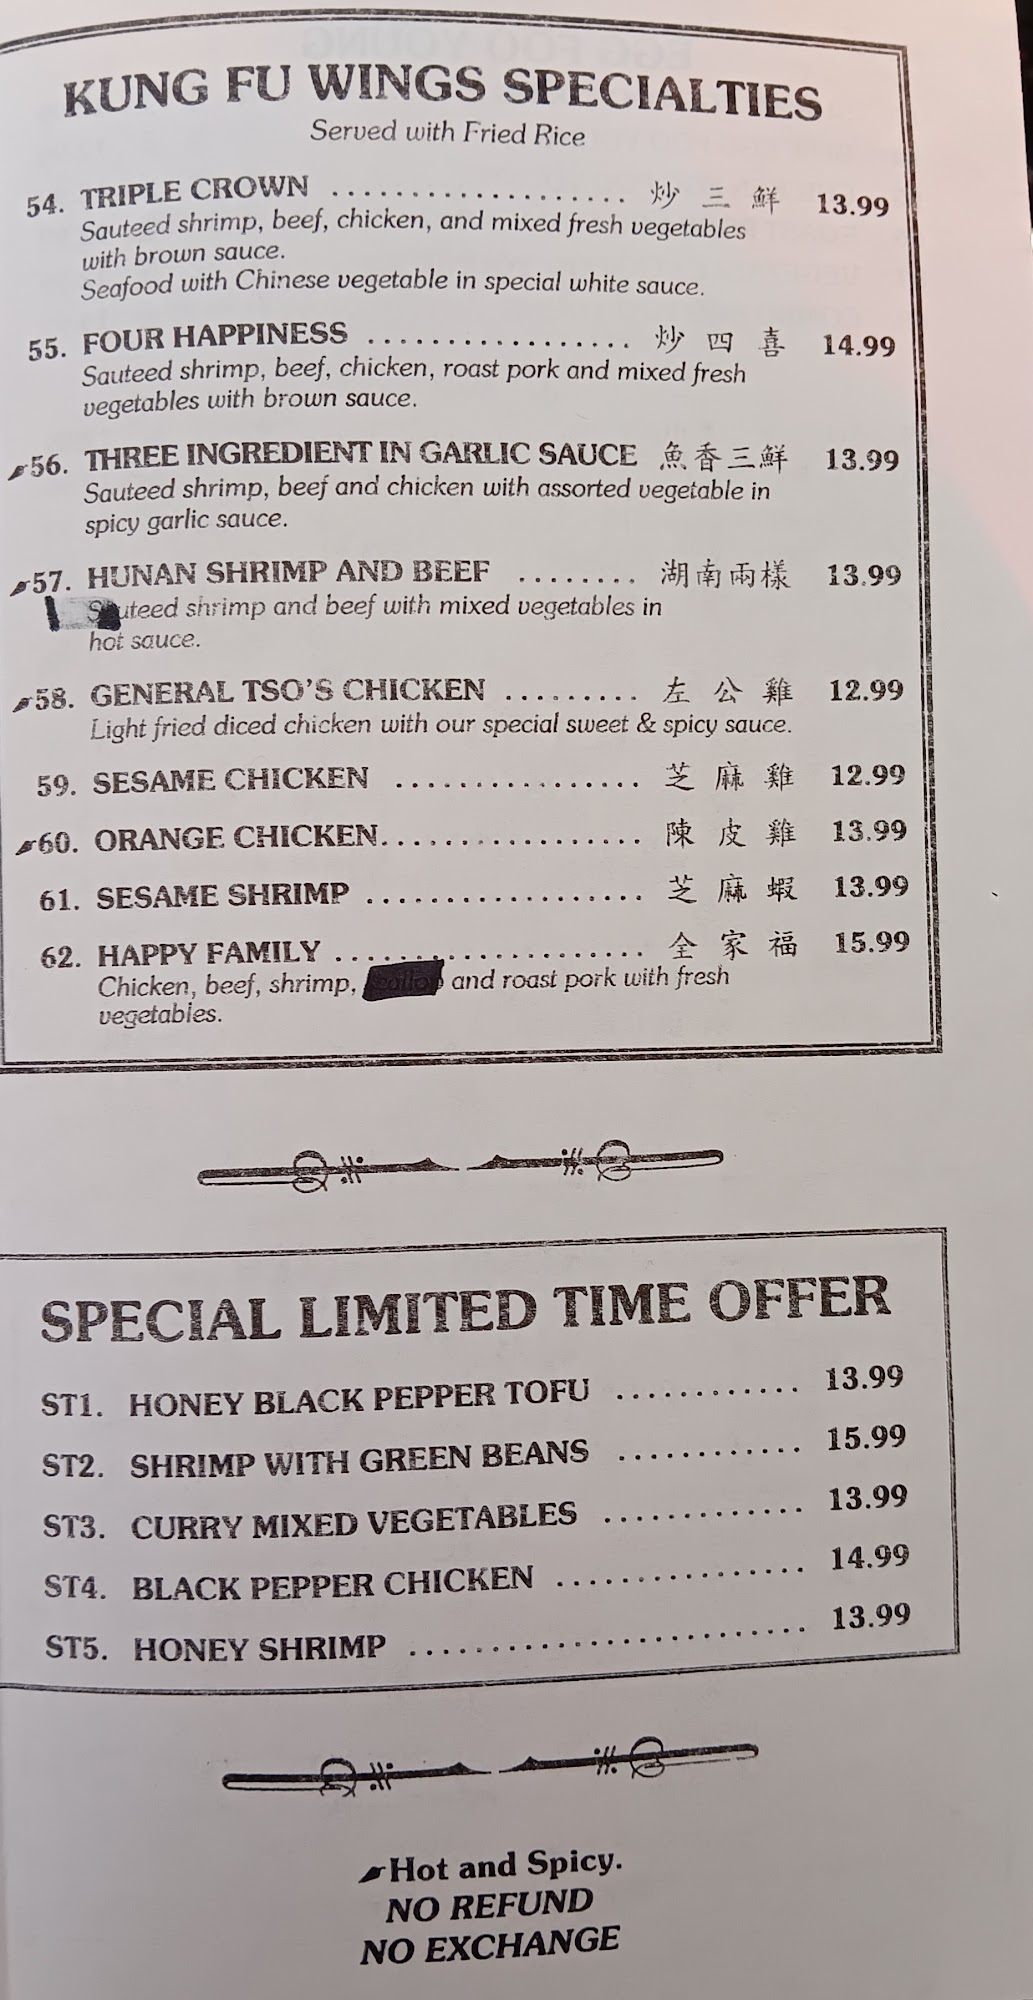 KUNG FU WINGS SPECIALTIES
Served with Fried Rice
54. TRIPLE CROWN .................. 炒 三 鮮 13.99
Sauteed shrimp, beef, chicken, and mixed fresh vegetables
with brown sauce.
Seafood with Chinese vegetable in special white sauce.
55. FOUR HAPPINESS ................. 炒 四 喜 14.99
Sauteed shrimp, beef, chicken, roast pork and mixed fresh
vegetables with brown sauce.
56. THREE INGREDIENT IN GARLIC SAUCE 魚香三鮮 13.99
Sauteed shrimp, beef and chicken with assorted vegetable in
spicy garlic sauce.
57. HUNAN SHRIMP AND BEEF ........ 湖南兩樣 13.99
Sauteed shrimp and beef with mixed vegetables in
hot sauce.
58. GENERAL TSO'S CHICKEN ......... 左 公 雞 12.99
Light fried diced chicken with our special sweet & spicy sauce.
59. SESAME CHICKEN ................ 芝 麻 雞 12.99
60. ORANGE CHICKEN................. 陳 皮 雞 13.99
61. SESAME SHRIMP .................. 芝 麻 蝦 13.99
62. HAPPY FAMILY .................... 全 家 福 15.99
Chicken, beef, shrimp, and roast pork with fresh
vegetables.
SPECIAL LIMITED TIME OFFER
ST1. HONEY BLACK PEPPER TOFU ............ 13.99
ST2. SHRIMP WITH GREEN BEANS ............ 15.99
ST3. CURRY MIXED VEGETABLES ............. 13.99
ST4. BLACK PEPPER CHICKEN ................ 14.99
ST5. HONEY SHRIMP ......................... 13.99
Hot and Spicy.
NO REFUND
NO EXCHANGE